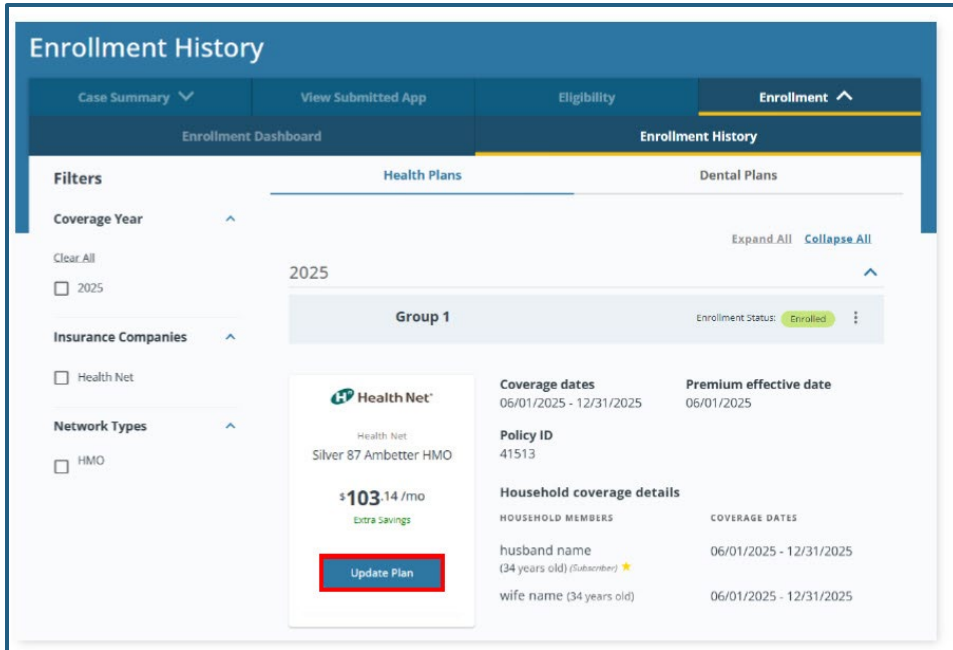 Enrollment History
Case Summary
View Submitted App
Eligibility
Enrollment
Enrollment Dashboard
Enrollment History
Filters
Health Plans
Dental Plans
Coverage Year
Clear All
2025
Insurance Companies
Health Net
Network Types
HMO
Expand All Collapse All
2025
Group 1
Enrollment Status: Enrolled
Health Net
Health Net
Silver 87 Ambetter HMO
$103.14 /mo
Extra Savings
Update Plan
Coverage dates
06/01/2025 - 12/31/2025
Premium effective date
06/01/2025
Policy ID
41513
Household coverage details
HOUSEHOLD MEMBERS
COVERAGE DATES
husband name
(34 years old) (Subscriber)
06/01/2025 - 12/31/2025
wife name (34 years old)
06/01/2025 - 12/31/2025